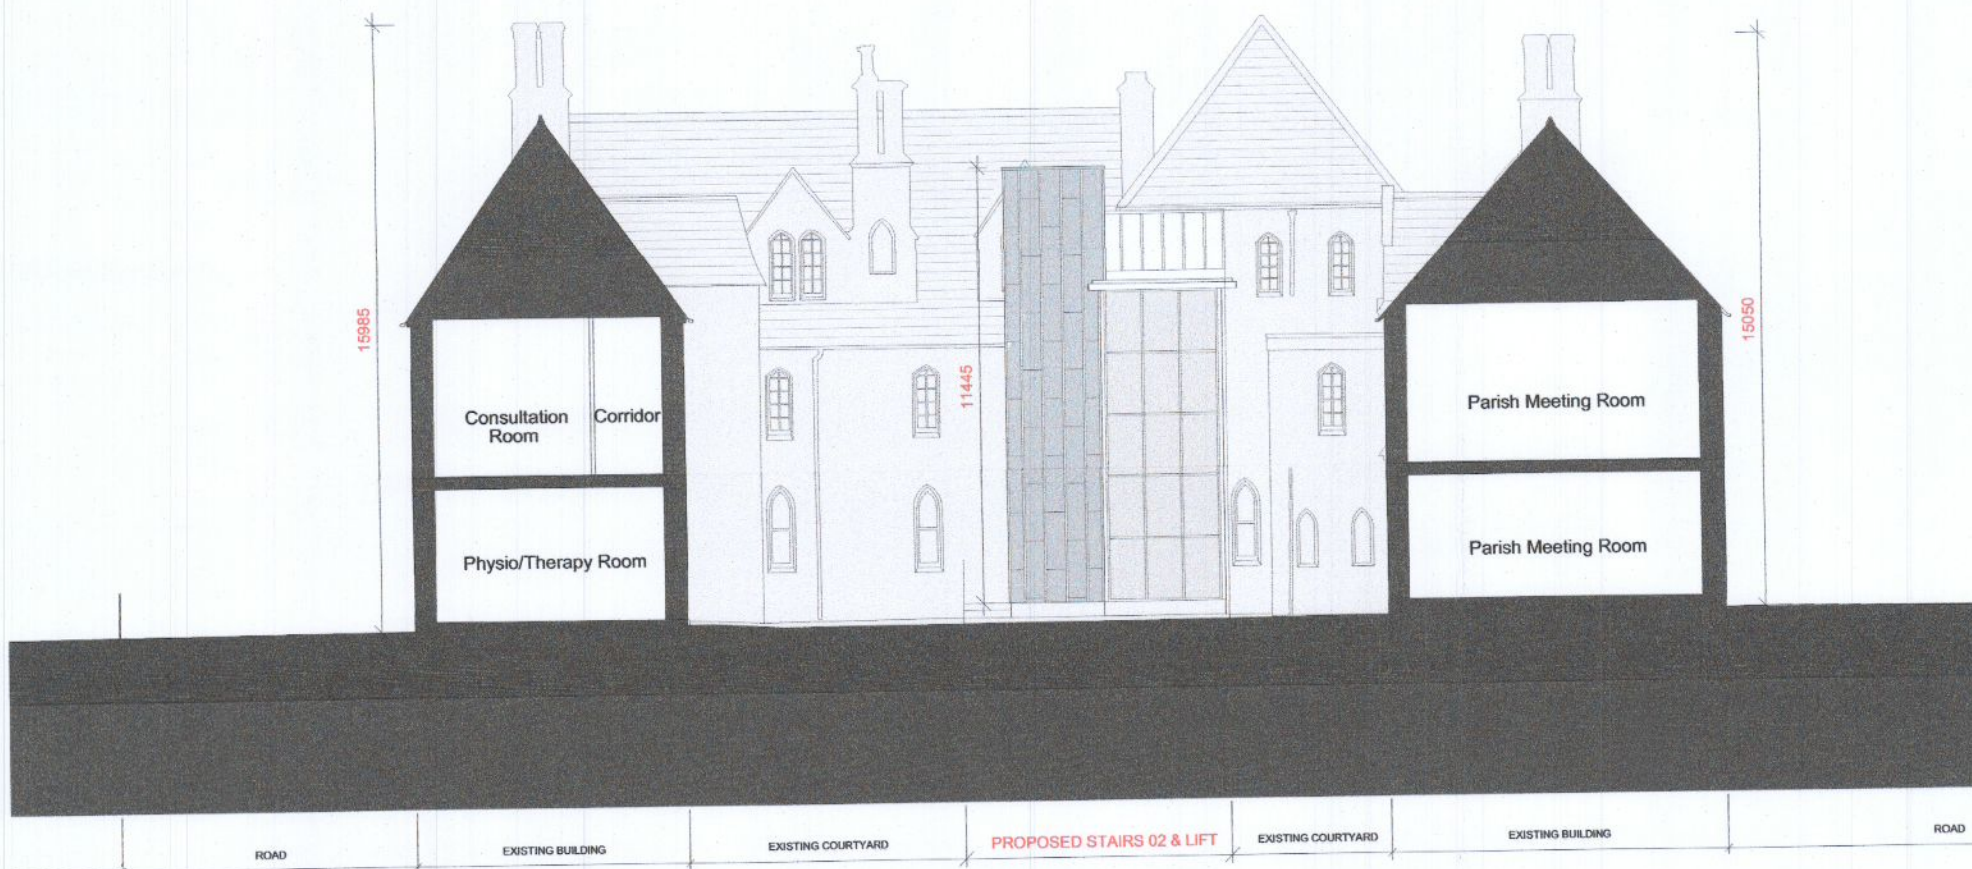 15985
11445
15050
Consultation
Room
Corridor
Physio/Therapy Room
Parish Meeting Room
Parish Meeting Room
ROAD
EXISTING BUILDING
EXISTING COURTYARD
PROPOSED STAIRS 02 & LIFT
EXISTING COURTYARD
EXISTING BUILDING
ROAD